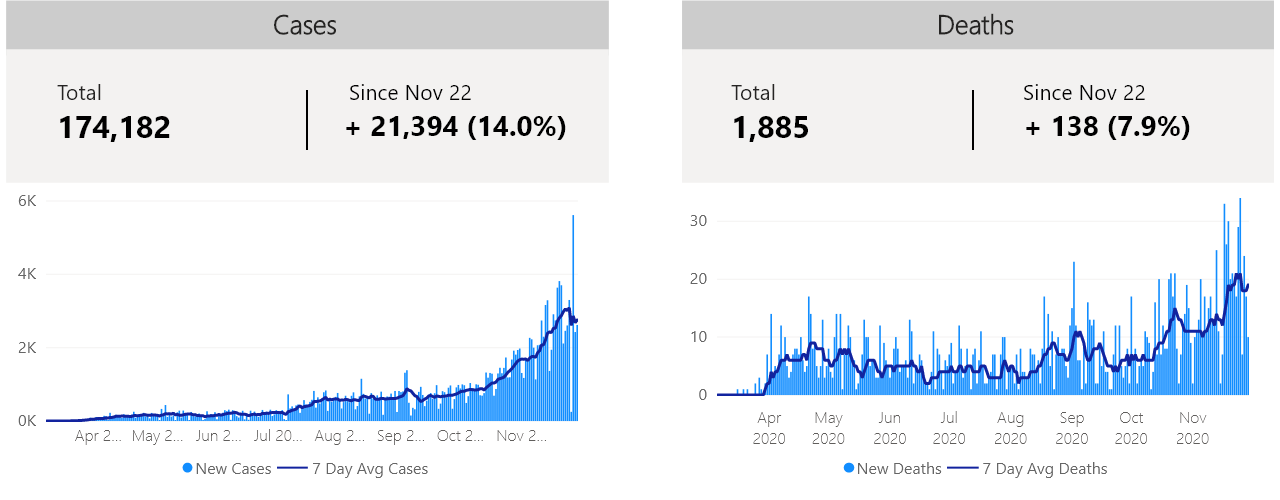 Cases
Total
174,182
Since Nov 22
+ 21,394 (14.0%)
6K
4K
2K
0K
Apr 2... May 2... Jun 2... Jul 20... Aug 2... Sep 2... Oct 2... Nov 2...
New Cases 7 Day Avg Cases
Deaths
Total
1,885
Since Nov 22
+ 138 (7.9%)
30
20
10
0
Apr May Jun Jul Aug Sep Oct Nov
2020 2020 2020 2020 2020 2020 2020 2020
New Deaths 7 Day Avg Deaths